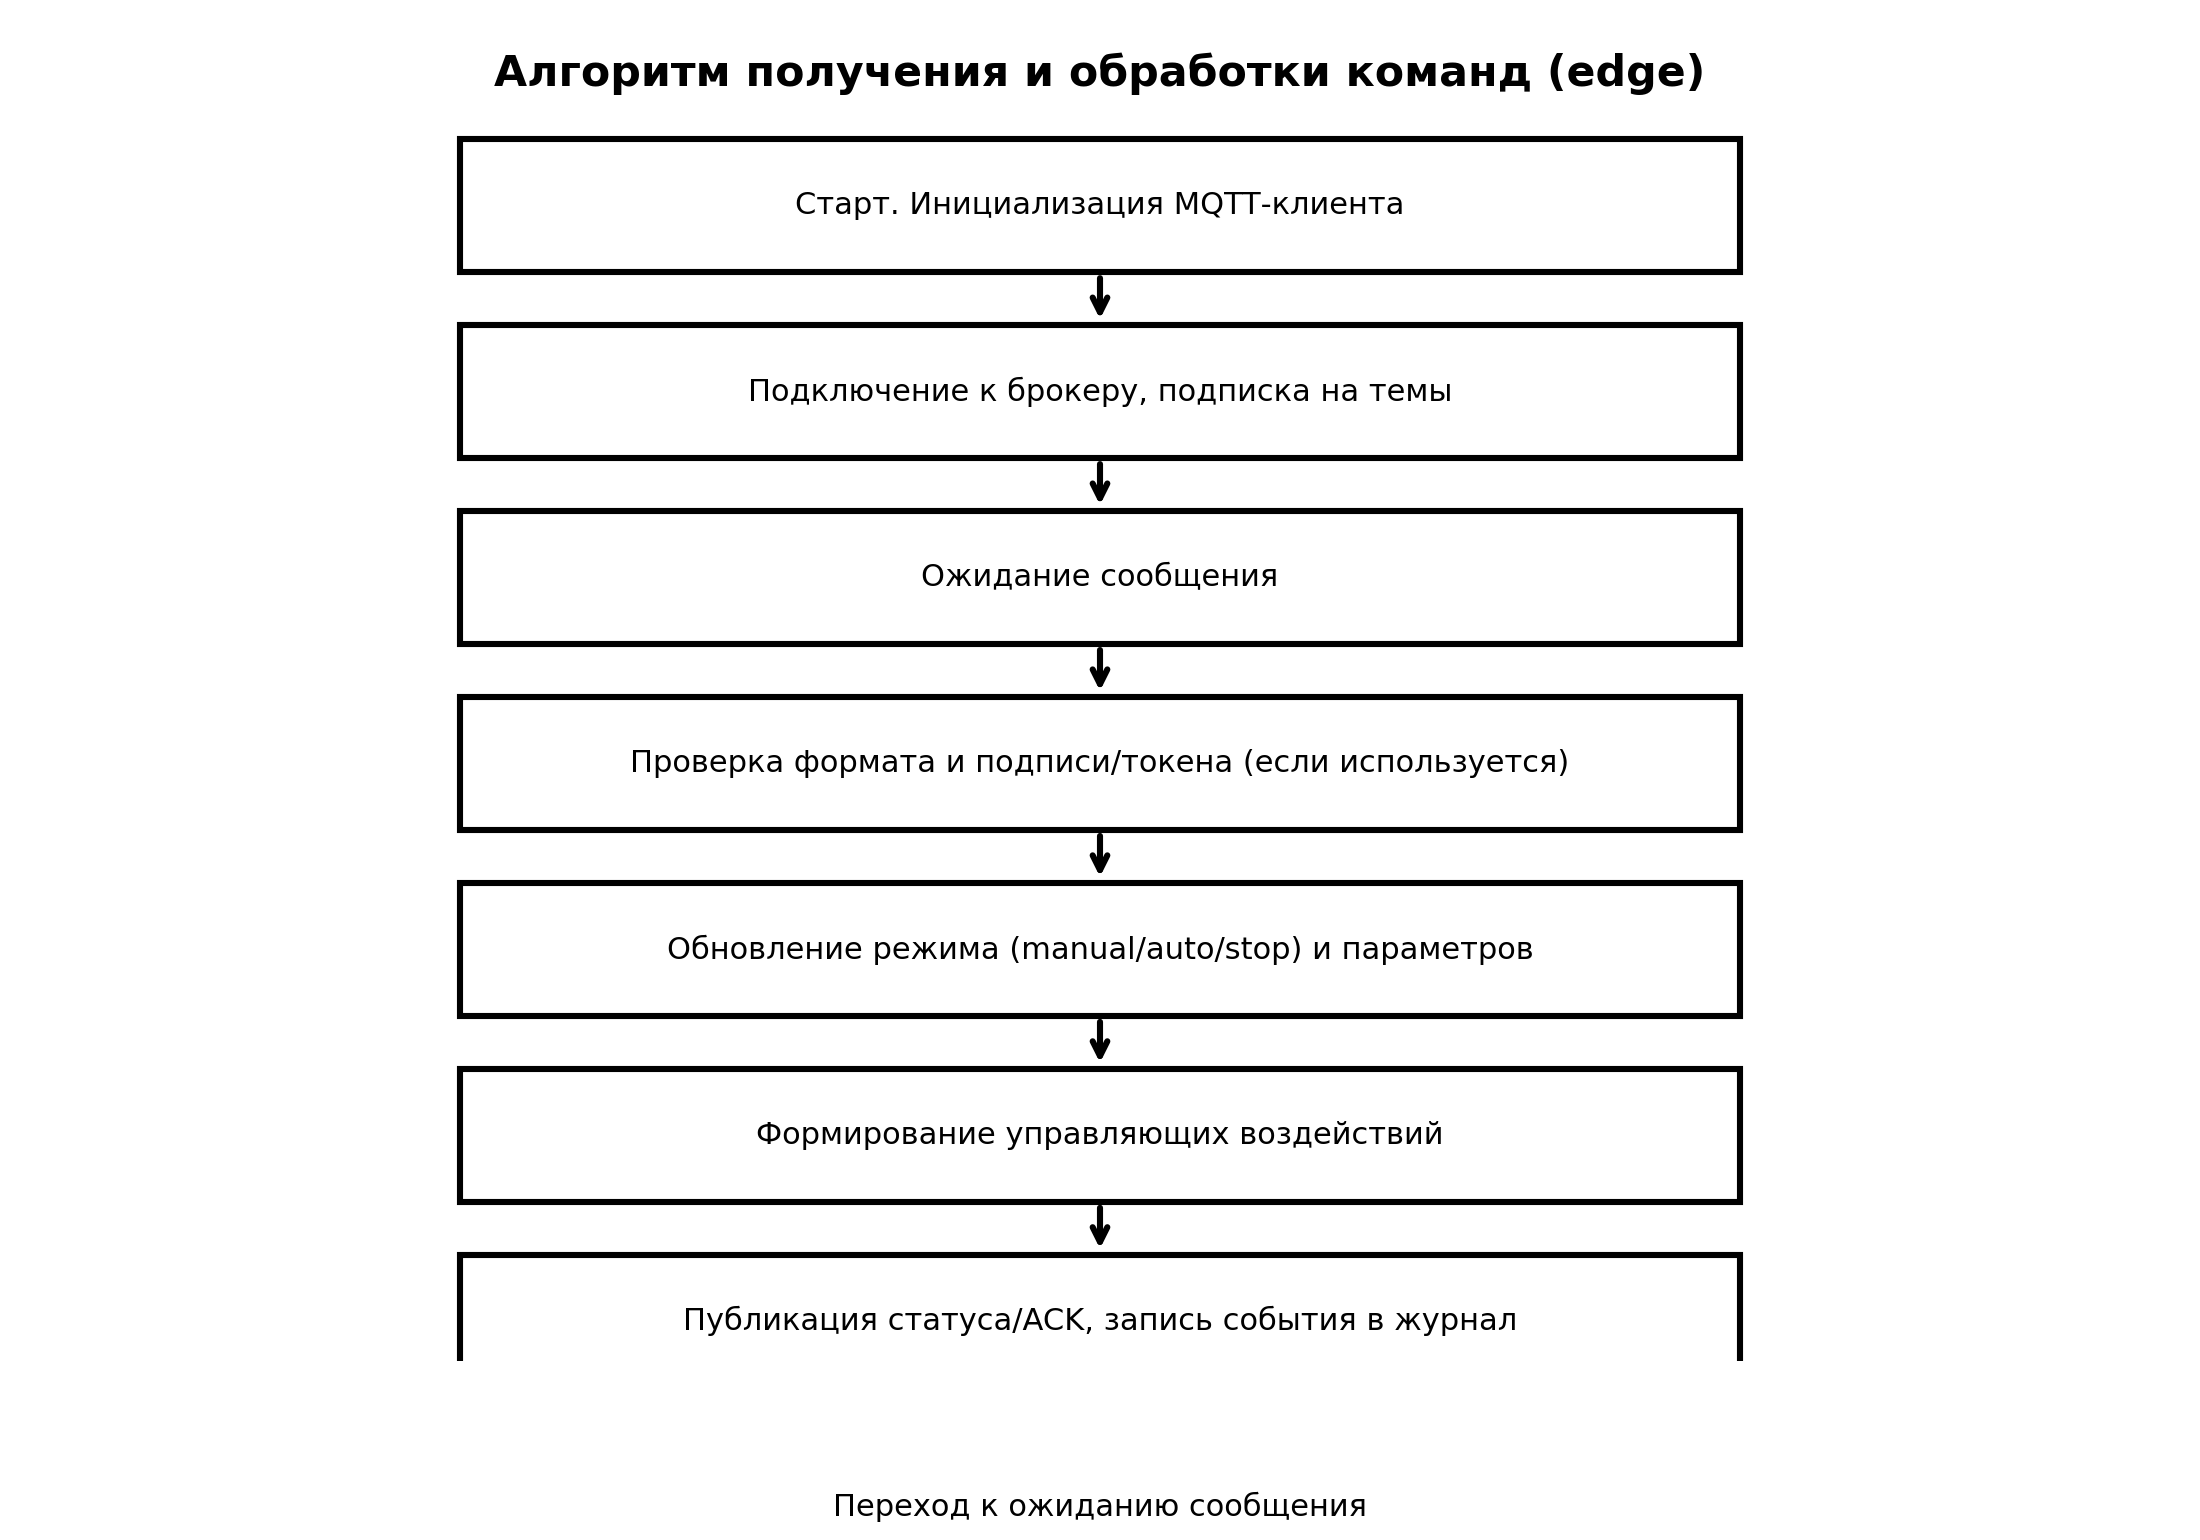 Алгоритм получения и обработки команд (edge)
Старт. Инициализация MQTT-клиента
Подключение к брокеру, подписка на темы
Ожидание сообщения
Проверка формата и подписи/токена (если используется)
Обновление режима (manual/auto/stop) и параметров
Формирование управляющих воздействий
Публикация статуса/ACK, запись события в журнал
Переход к ожиданию сообщения